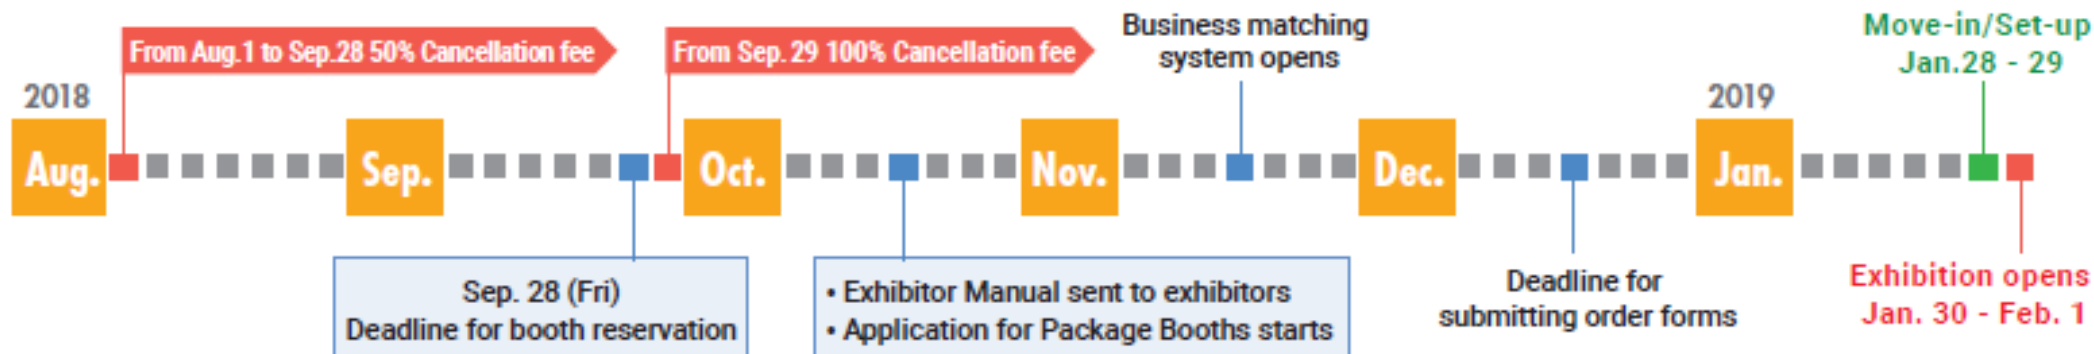 From Aug.1 to Sep.28 50% Cancellation fee
From Sep. 29 100% Cancellation fee
Business matching
system opens
Move-in/Set-up
Jan.28 - 29
2018
2019
Aug.
Sep.
Oct.
Nov.
Dec.
Jan.
Sep. 28 (Fri)
Deadline for booth reservation
• Exhibitor Manual sent to exhibitors
• Application for Package Booths starts
Deadline for
submitting order forms
Exhibition opens
Jan. 30 - Feb. 1